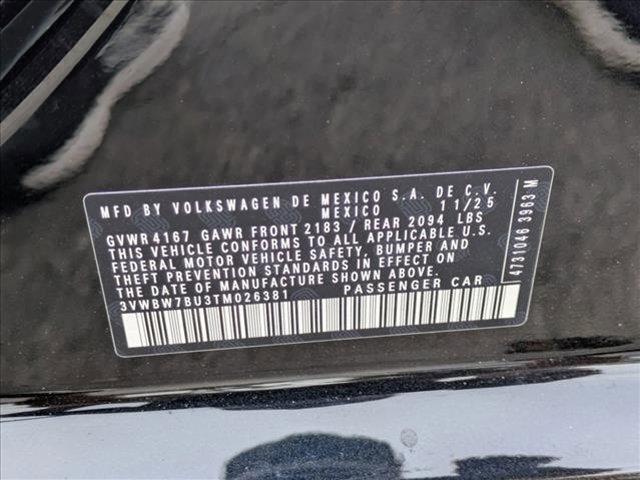 MFD BY VOLKSWAGEN DE MEXICO S.A. DE C.V.
MEXICO 11/25
GVWR 4167 GAWR FRONT 2183 / REAR 2094 LBS
THIS VEHICLE CONFORMS TO ALL APPLICABLE U.S.
FEDERAL MOTOR VEHICLE SAFETY, BUMPER AND
THEFT PREVENTION STANDARDS IN EFFECT ON
THE DATE OF MANUFACTURE SHOWN ABOVE.
3VWBW7BU3TM026381 PASSENGER CAR
4731046 3963 M